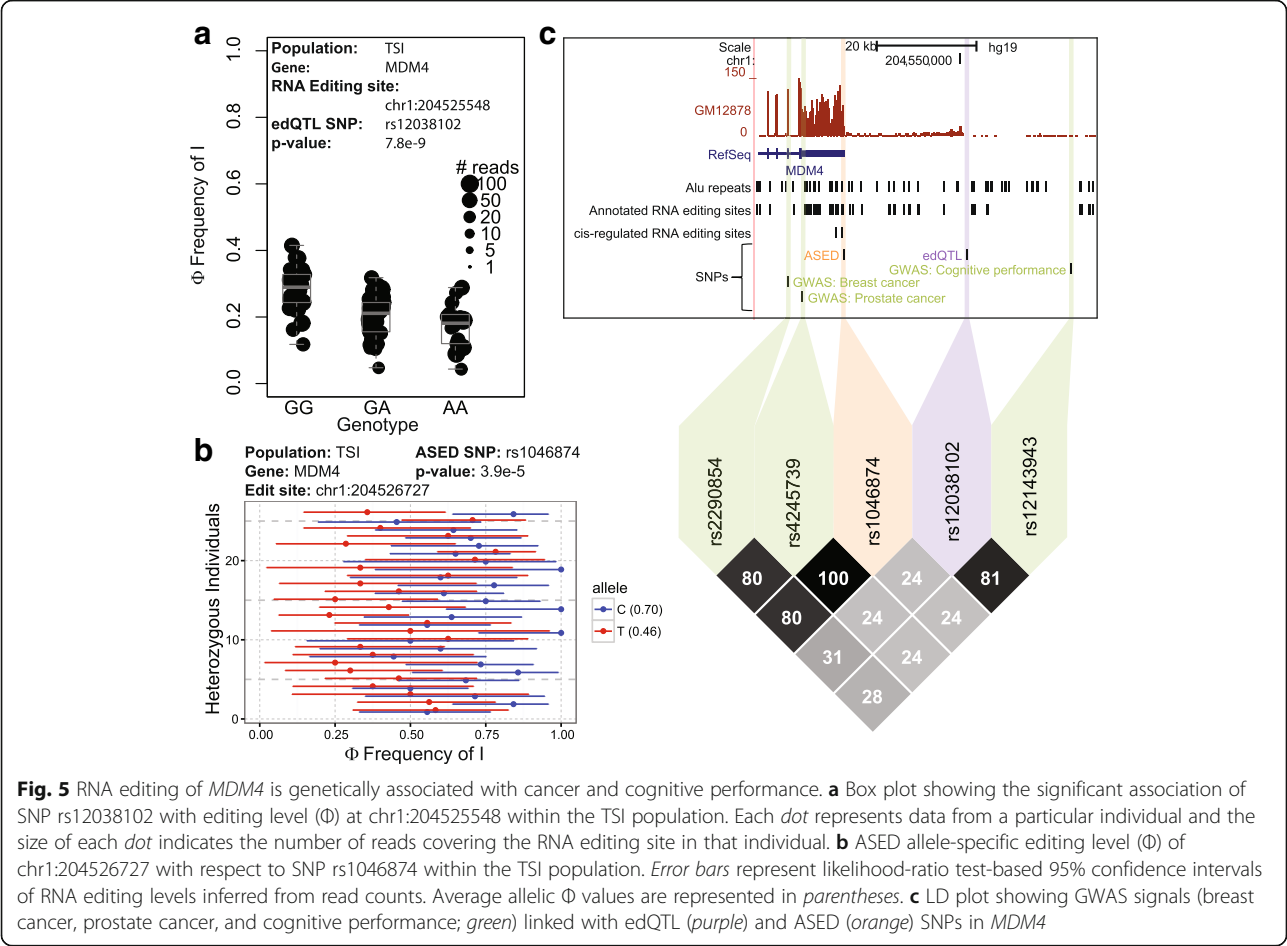 a
Population: TSI
Gene: MDM4
RNA Editing site:
chr1:204525548
edQTL SNP: rs12038102
p-value: 7.8e-9
# reads
100
50
20
10
5
1
Φ Frequency of I
1.0
0.8
0.6
0.4
0.2
0.0
GG GA AA
Genotype
b
Population: TSI ASED SNP: rs1046874
Gene: MDM4 p-value: 3.9e-5
Edit site: chr1:204526727
Heterozygous Individuals
20
10
0
0.00 0.25 0.50 0.75 1.00
Φ Frequency of I
allele
C (0.70)
T (0.46)
c
Scale 20 kb hg19
chr1: 204,550,000
150
GM12878
0
RefSeq
MDM4
Alu repeats
Annotated RNA editing sites
cis-regulated RNA editing sites
ASED edQTL
GWAS: Cognitive performance
SNPs
GWAS: Breast cancer
GWAS: Prostate cancer
rs2290854 rs4245739 rs1046874 rs12038102 rs12143943
80 100 24 81
80 24 24
31 24
28
Fig. 5 RNA editing of MDM4 is genetically associated with cancer and cognitive performance. a Box plot showing the significant association of
SNP rs12038102 with editing level (Φ) at chr1:204525548 within the TSI population. Each dot represents data from a particular individual and the
size of each dot indicates the number of reads covering the RNA editing site in that individual. b ASED allele-specific editing level (Φ) of
chr1:204526727 with respect to SNP rs1046874 within the TSI population. Error bars represent likelihood-ratio test-based 95% confidence intervals
of RNA editing levels inferred from read counts. Average allelic Φ values are represented in parentheses. c LD plot showing GWAS signals (breast
cancer, prostate cancer, and cognitive performance; green) linked with edQTL (purple) and ASED (orange) SNPs in MDM4